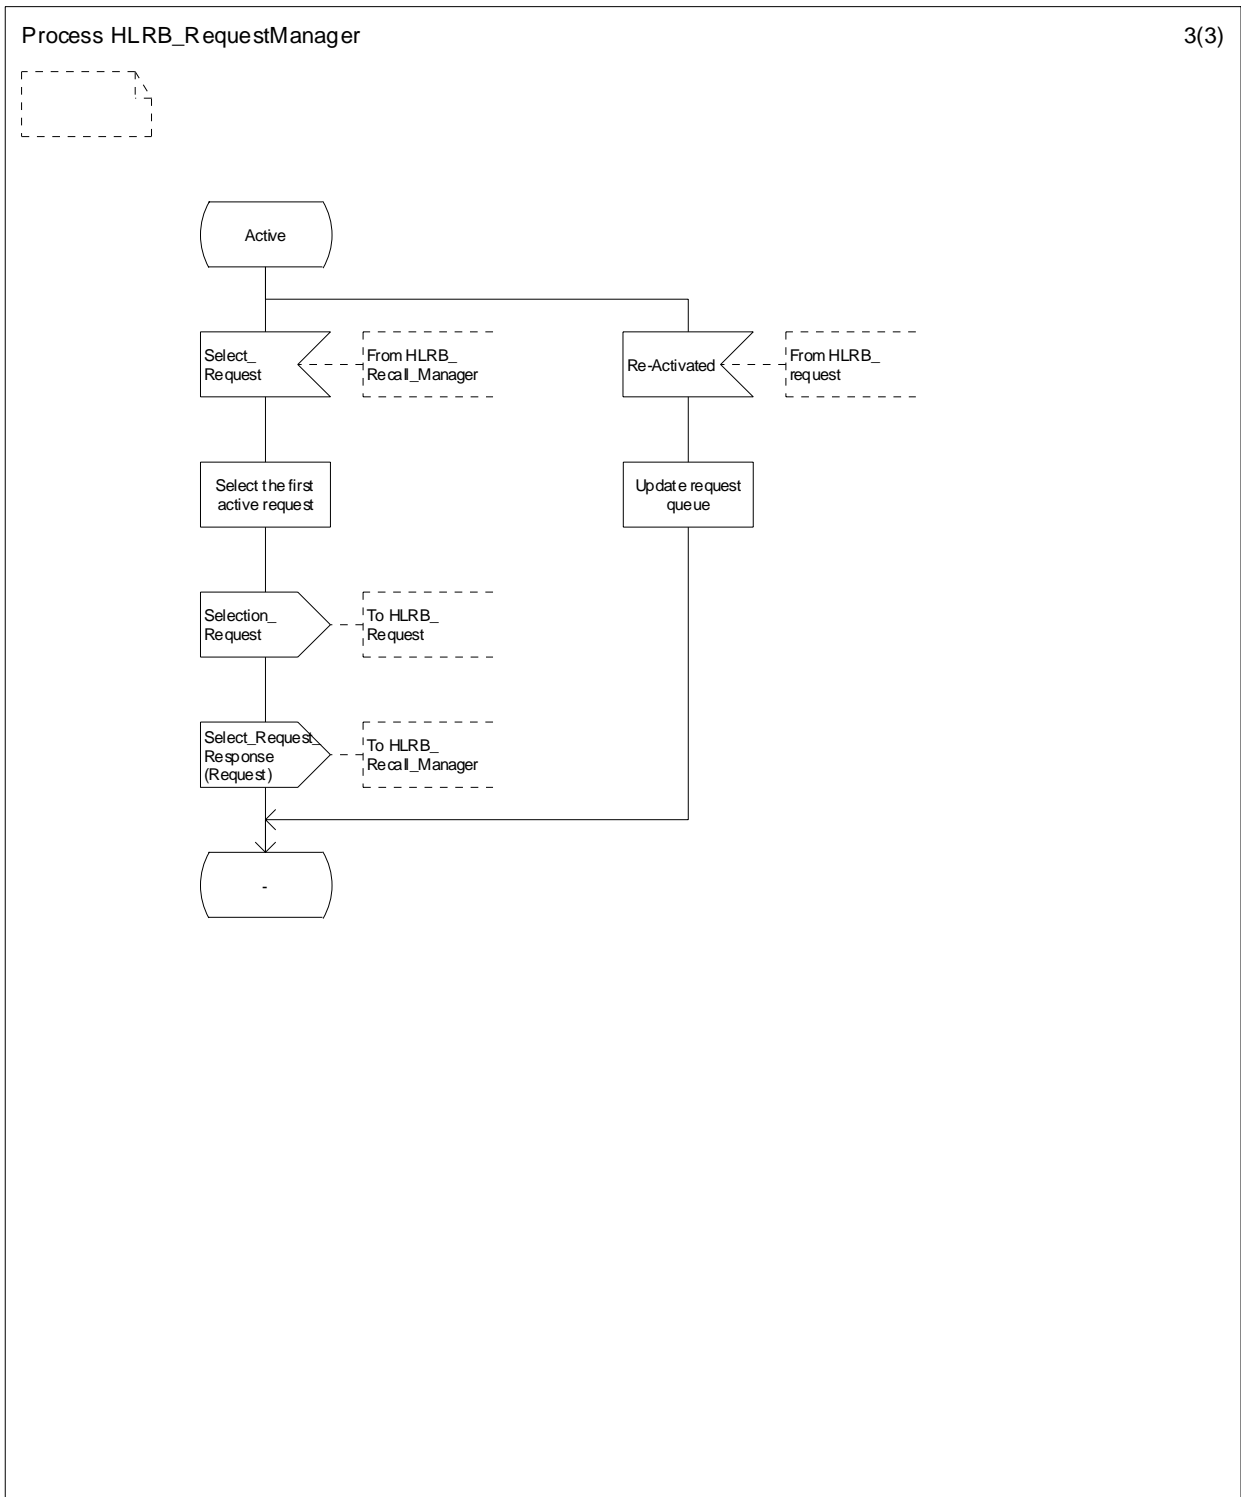 Process HLRB_RequestManager
3(3)
Active
Select_
Request
From HLRB_
Recall_Manager
Re-Activated
From HLRB_
request
Select the first
active request
Update request
queue
Selection_
Request
To HLRB_
Request
Select_Request_
Response
(Request)
To HLRB_
Recall_Manager
-